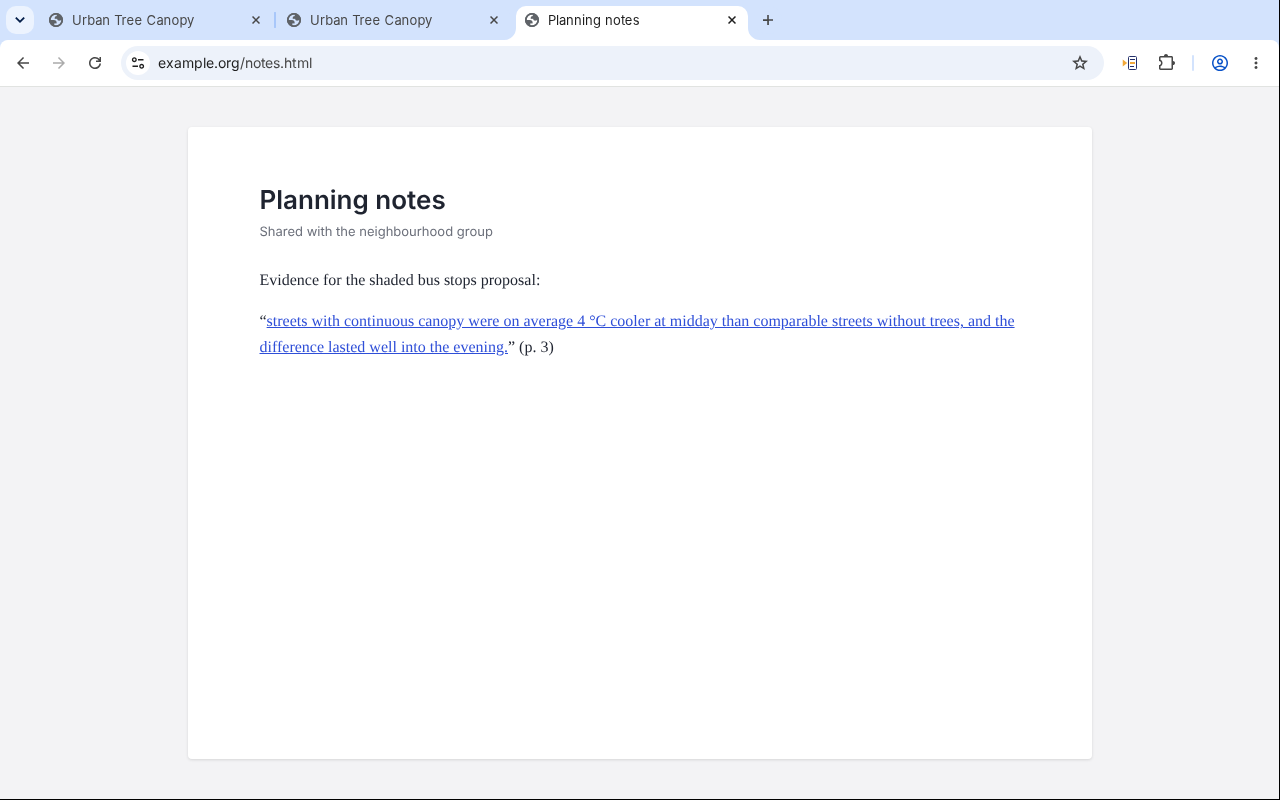 Urban Tree Canopy
Urban Tree Canopy
Planning notes
example.org/notes.html
Planning notes
Shared with the neighbourhood group
Evidence for the shaded bus stops proposal:
“streets with continuous canopy were on average 4 °C cooler at midday than comparable streets without trees, and the
difference lasted well into the evening.” (p. 3)